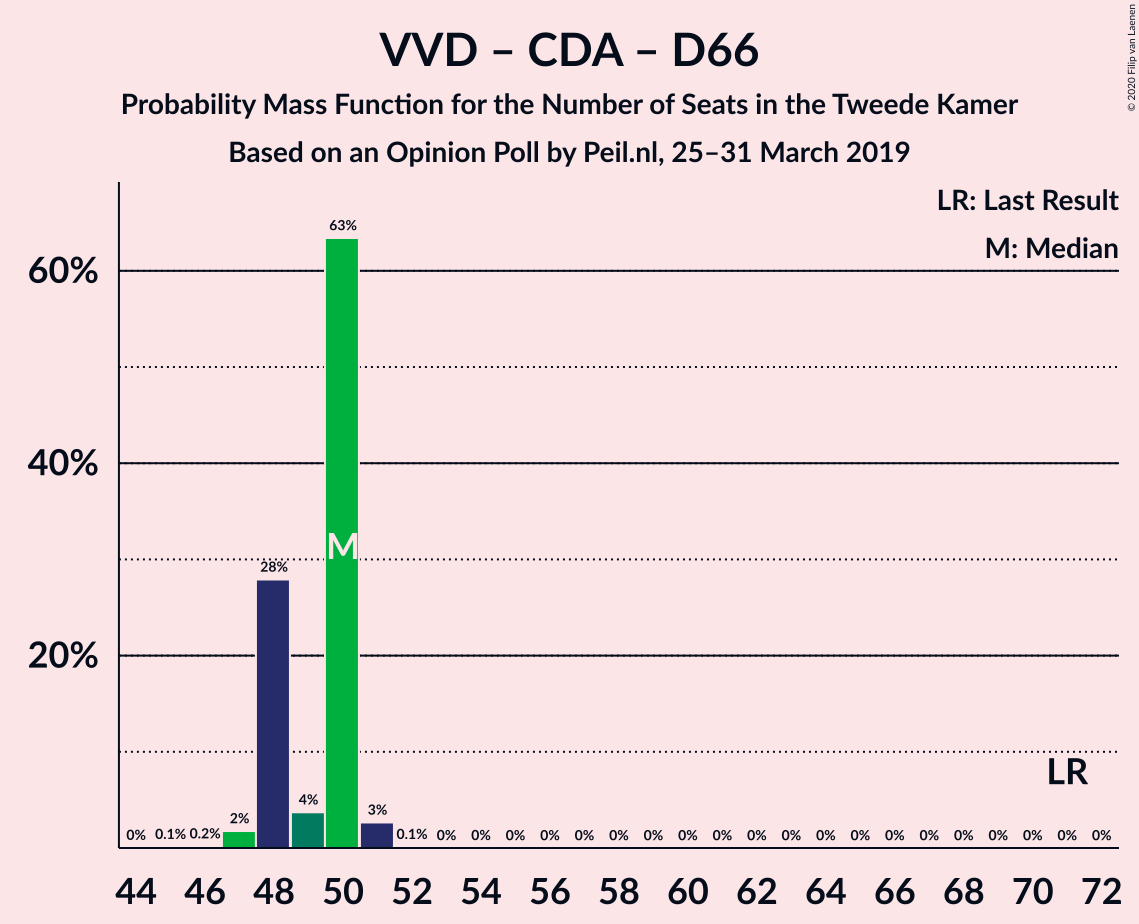 VVD – CDA – D66
Probability Mass Function for the Number of Seats in the Tweede Kamer
Based on an Opinion Poll by Peil.nl, 25–31 March 2019
© 2020 Filip van Laenen
LR: Last Result
M: Median
60%
40%
20%
0% 0.1% 0.2% 2% 28% 4% 63% 3% 0.1% 0% 0% 0% 0% 0% 0% 0% 0% 0% 0% 0% 0% 0% 0% 0% 0% 0% 0% 0% 0%
M
LR
44 46 48 50 52 54 56 58 60 62 64 66 68 70 72